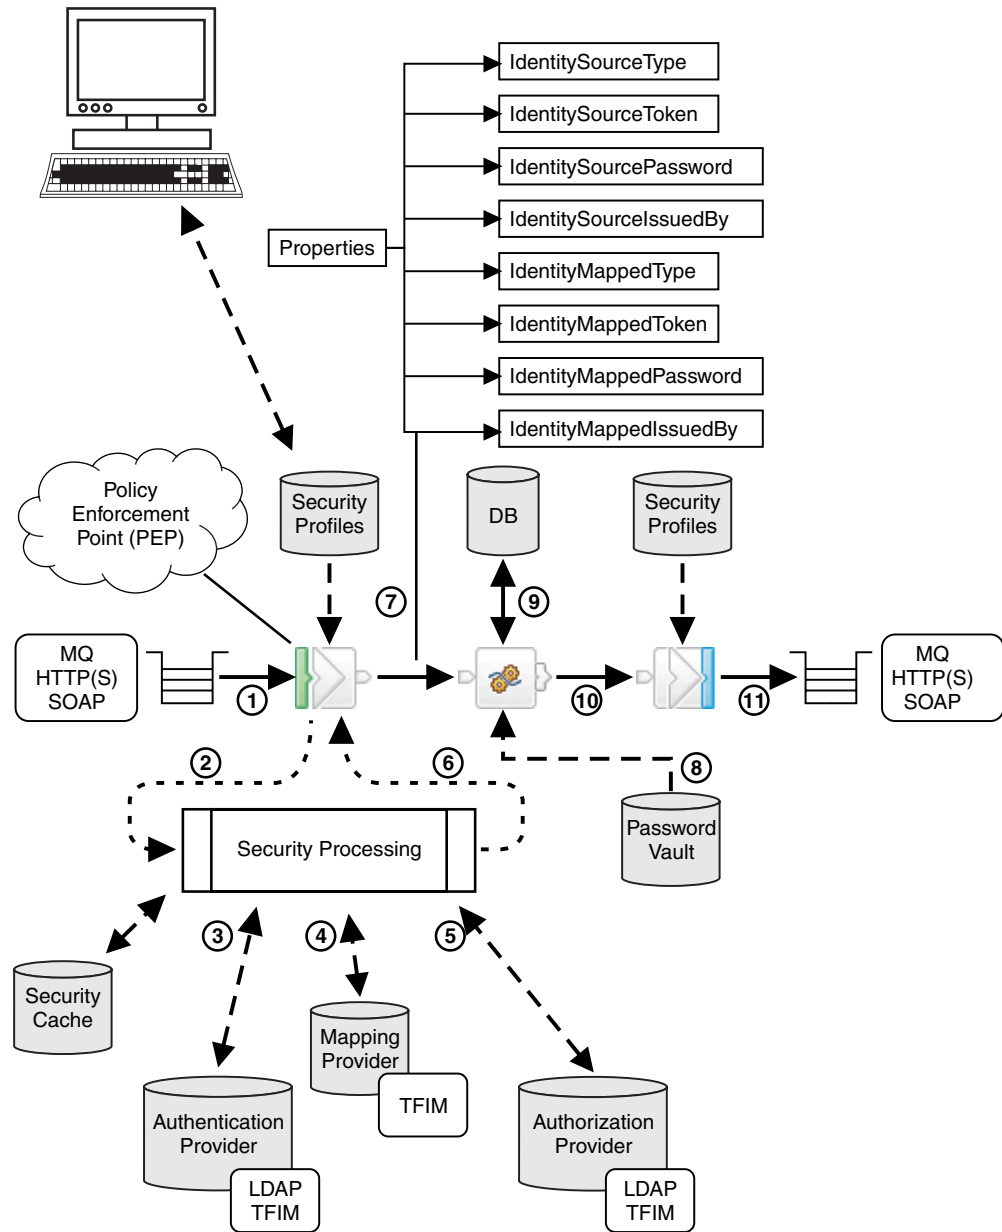 IdentitySourceType
IdentitySourceToken
IdentitySourcePassword
IdentitySourceIssuedBy
Properties
IdentityMappedType
IdentityMappedToken
IdentityMappedPassword
IdentityMappedIssuedBy
Policy
Enforcement
Point (PEP)
Security
Profiles
DB
Security
Profiles
7
9
MQ
HTTP(S)
SOAP
1
10
11
MQ
HTTP(S)
SOAP
2
6
8
Security Processing
Password
Vault
3
4
5
Security
Cache
Mapping
Provider
TFIM
Authentication
Provider
LDAP
TFIM
Authorization
Provider
LDAP
TFIM